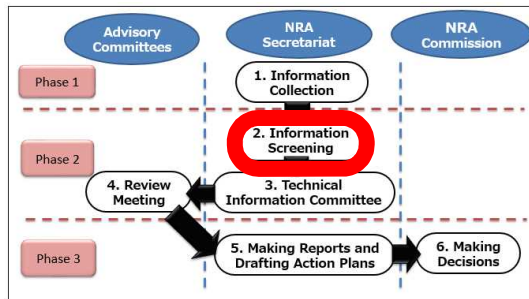 Advisory
Committees
NRA
Secretariat
NRA
Commission
Phase 1
1. Information
Collection
Phase 2
2. Information
Screening
4. Review
Meeting
3. Technical
Information Committee
Phase 3
5. Making Reports and
Drafting Action Plans
6. Making
Decisions